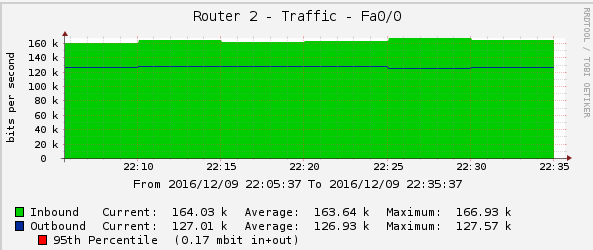 Router 2 - Traffic - Fa0/0
RRDTOOL / TOBI OETIKER
bits per second
160 k
140 k
120 k
100 k
80 k
60 k
40 k
20 k
0
22:10 22:15 22:20 22:25 22:30 22:35
From 2016/12/09 22:05:37 To 2016/12/09 22:35:37
Inbound Current: 164.03 k Average: 163.64 k Maximum: 166.93 k
Outbound Current: 127.01 k Average: 126.93 k Maximum: 127.57 k
95th Percentile (0.17 mbit in+out)